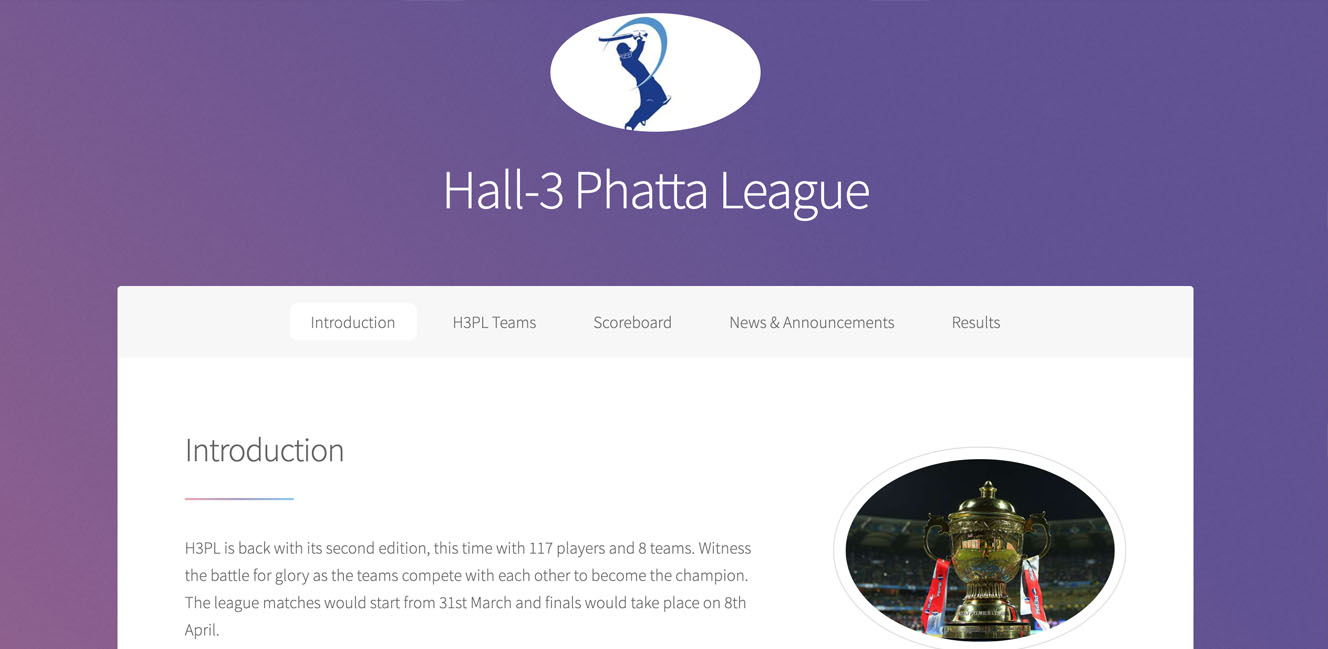 Hall-3 Phatta League
Introduction
H3PL Teams
Scoreboard
News & Announcements
Results
Introduction
H3PL is back with its second edition, this time with 117 players and 8 teams. Witness
the battle for glory as the teams compete with each other to become the champion.
The league matches would start from 31st March and finals would take place on 8th
April.